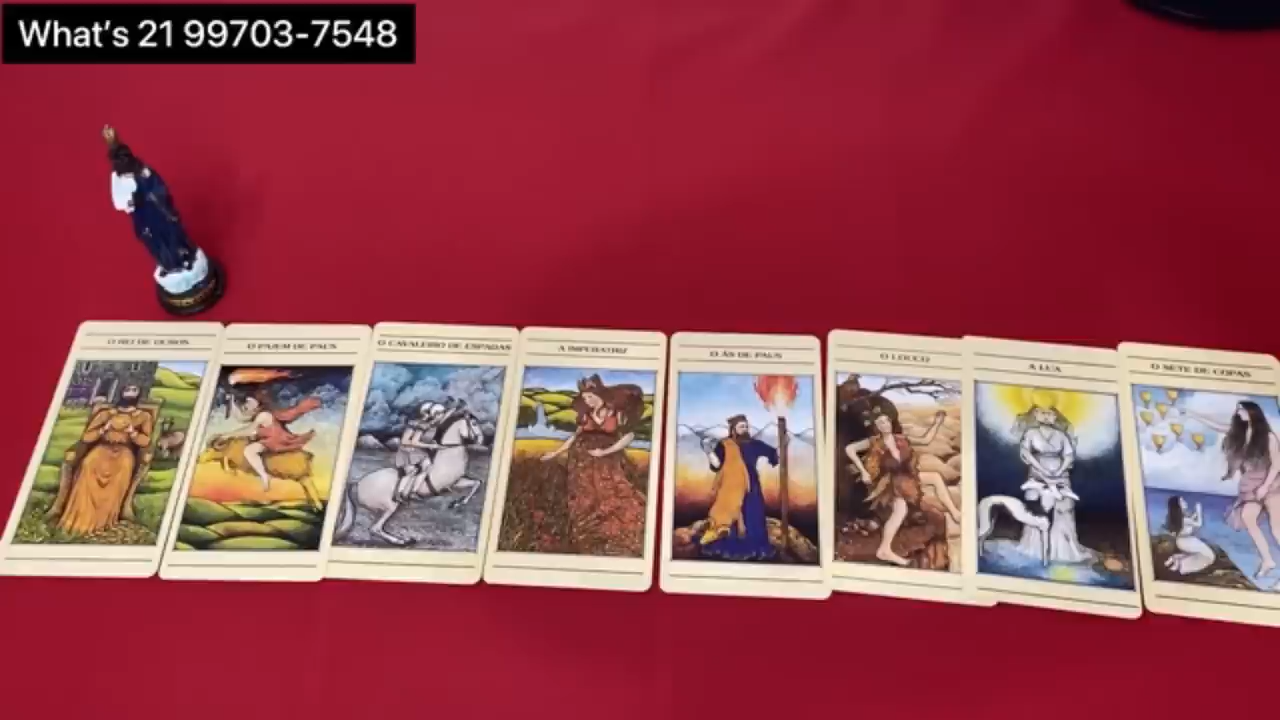 What's 21 99703-7548
O REI DE OUROS
O PAJEM DE PAUS
O CAVALEIRO DE ESPADAS
A IMPERATRIZ
O ÁS DE PAUS
O LOUCO
A LUA
O SETE DE COPAS